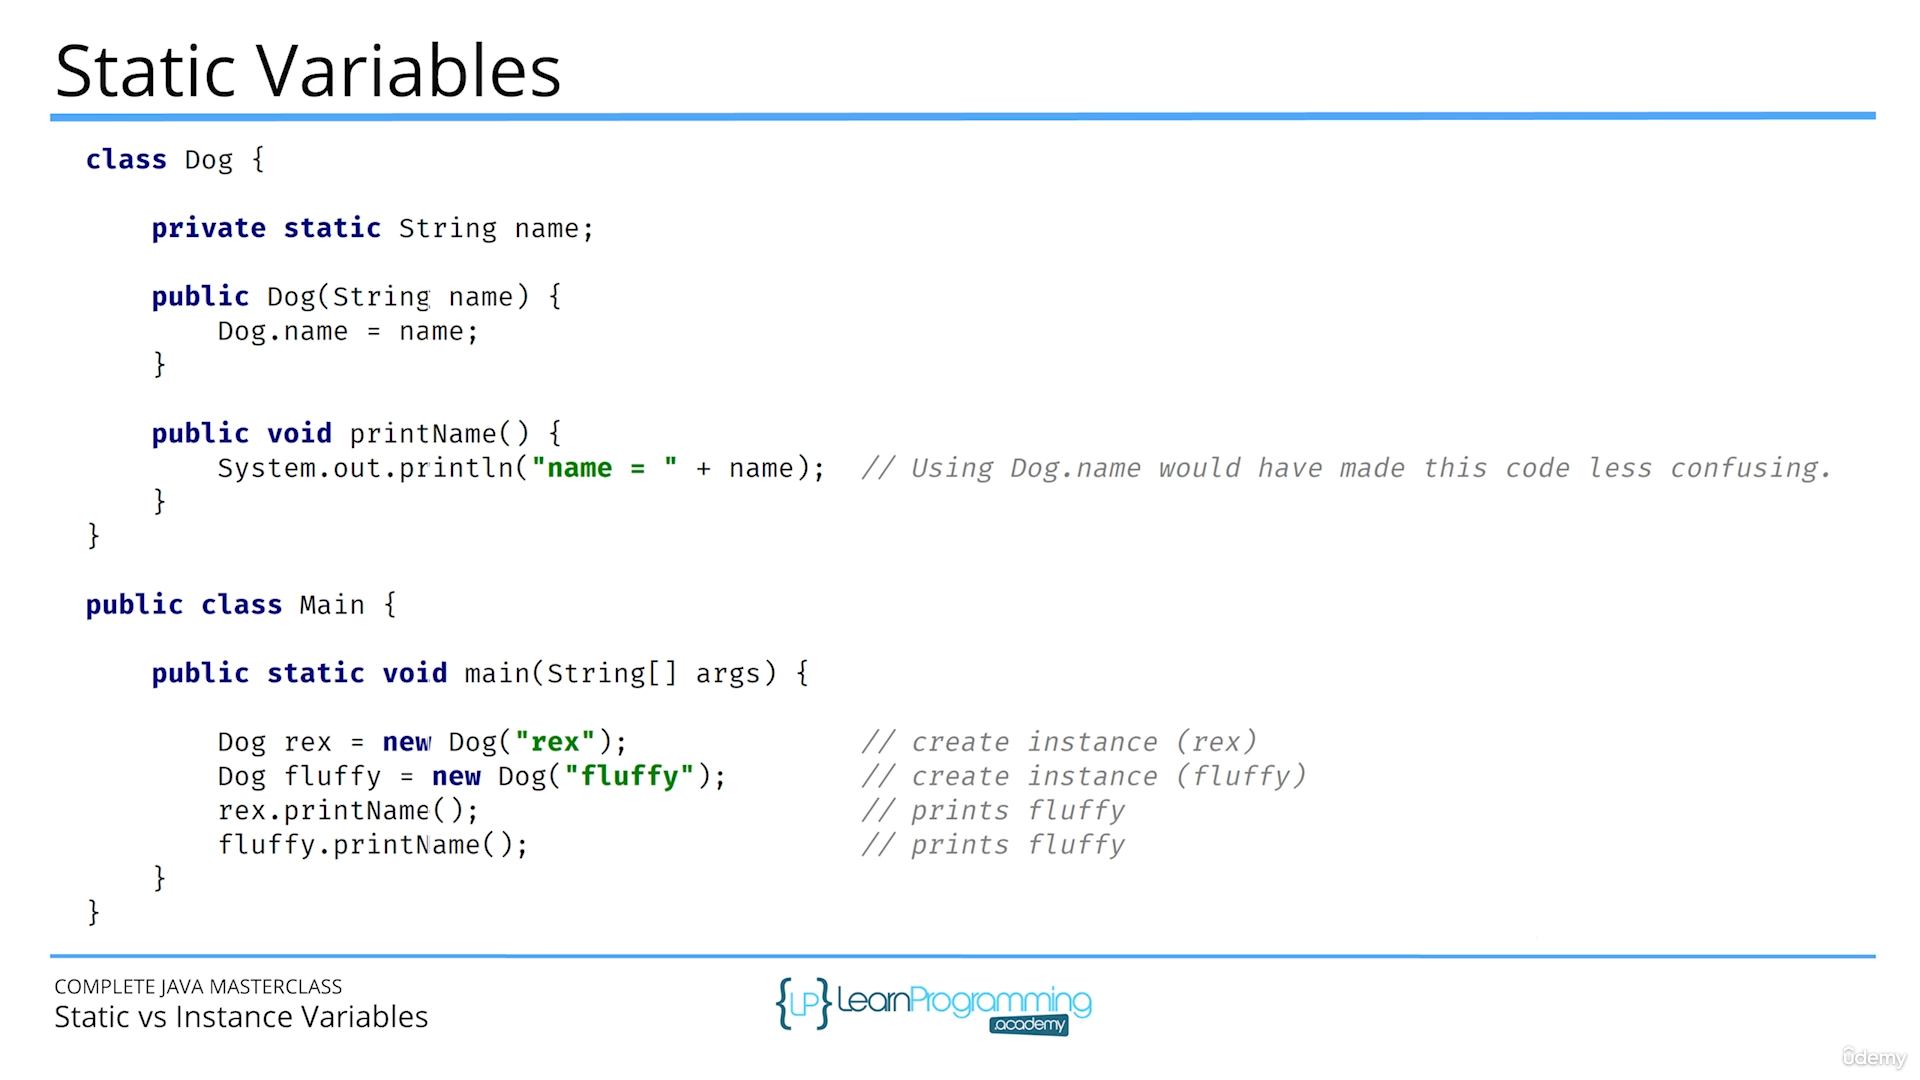 Static Variables
class Dog {
private static String name;
public Dog(String name) {
Dog.name = name;
}
public void printName() {
System.out.println("name = " + name);  // Using Dog.name would have made this code less confusing.
}
}
public class Main {
public static void main(String[] args) {
Dog rex = new Dog("rex");  // create instance (rex)
Dog fluffy = new Dog("fluffy");  // create instance (fluffy)
rex.printName();  // prints fluffy
fluffy.printName();  // prints fluffy
}
}
COMPLETE JAVA MASTERCLASS
Static vs Instance Variables
{LP} LearnProgramming
.academy
ûdemy